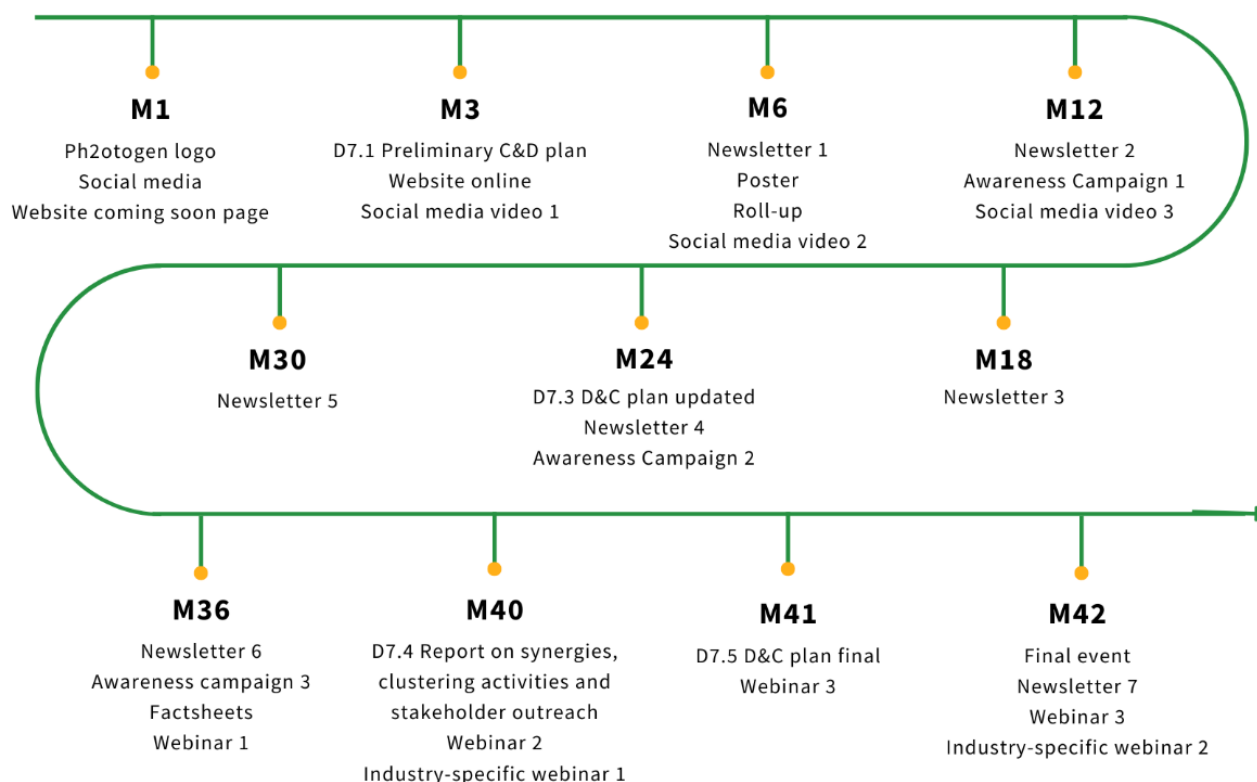 M1
Ph2otogen logo
Social media
Website coming soon page
M3
D7.1 Preliminary C&D plan
Website online
Social media video 1
M6
Newsletter 1
Poster
Roll-up
Social media video 2
M12
Newsletter 2
Awareness Campaign 1
Social media video 3
M30
Newsletter 5
M24
D7.3 D&C plan updated
Newsletter 4
Awareness Campaign 2
M18
Newsletter 3
M36
Newsletter 6
Awareness campaign 3
Factsheets
Webinar 1
M40
D7.4 Report on synergies,
clustering activities and
stakeholder outreach
Webinar 2
Industry-specific webinar 1
M41
D7.5 D&C plan final
Webinar 3
M42
Final event
Newsletter 7
Webinar 3
Industry-specific webinar 2